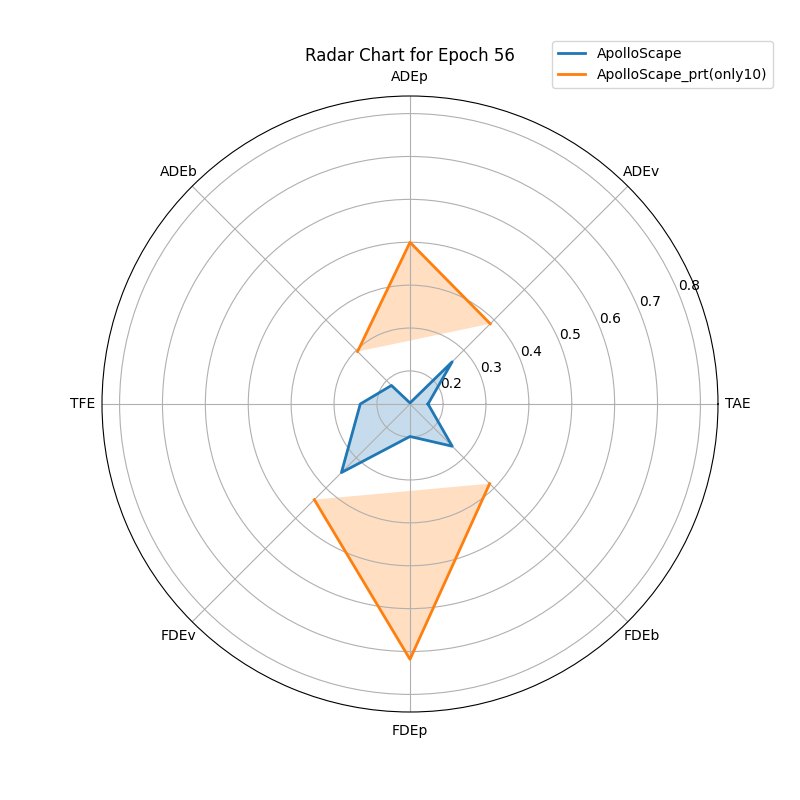 Radar Chart for Epoch 56
ApolloScape
ApolloScape_prt(only10)
ADEp
ADEb
ADEv
0.8
0.7
0.6
0.5
0.4
0.3
0.2
TFE
TAE
FDEv
FDEb
FDEp